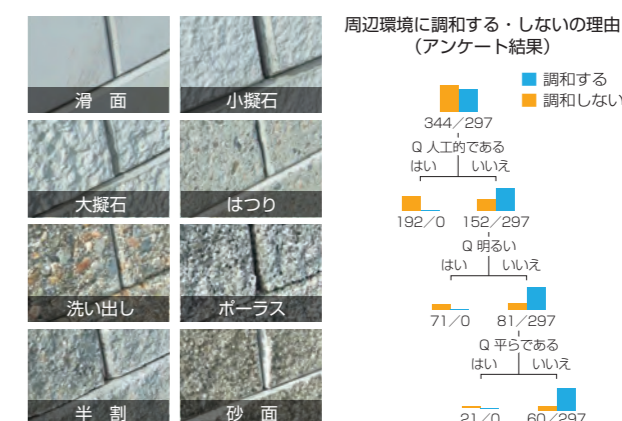 滑 面
小擬石
大擬石
はつり
洗い出し
ポーラス
半 割
砂 面
周辺環境に調和する・しないの理由
（アンケート結果）
調和する
調和しない
344／297
Q 人工的である
はい いいえ
192／0 152／297
Q 明るい
はい いいえ
71／0 81／297
Q 平らである
はい いいえ
21／0 60／297